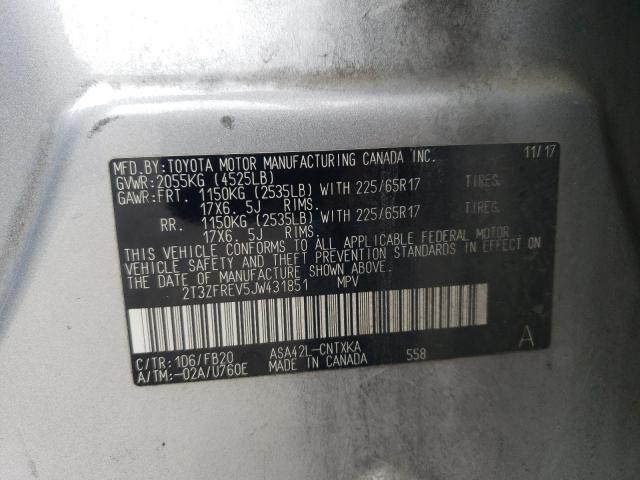 MFD.BY:TOYOTA MOTOR MANUFACTURING CANADA INC. 11/17
GVWR:2055KG (4525LB)
GAWR:FRT. 1150KG (2535LB) WITH 225/65R17 TIRES.
17X6. 5J RIMS.
RR. 1150KG (2535LB) WITH 225/65R17 TIRES.
17X6. 5J RIMS.
THIS VEHICLE CONFORMS TO ALL APPLICABLE FEDERAL MOTOR
VEHICLE SAFETY AND THEFT PREVENTION STANDARDS IN EFFECT ON
THE DATE OF MANUFACTURE SHOWN ABOVE.
2T3ZFREV5JW431851 MPV
C/TR:1D6/FB20 ASA42L-CNTXKA A
A/TM:-02A/U760E MADE IN CANADA 558